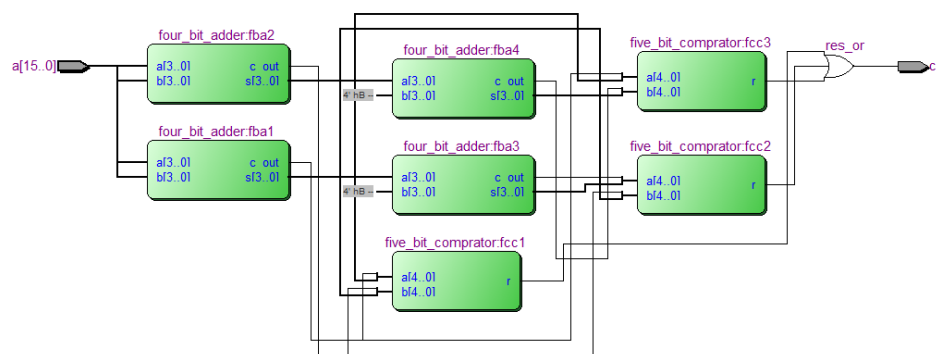 four_bit_adder:fba2
a[3..0] c_out
b[3..0] s[3..0]
a[15..0]
four_bit_adder:fba1
a[3..0] c_out
b[3..0] s[3..0]
four_bit_adder:fba4
a[3..0] c_out
4' hB -- b[3..0] s[3..0]
four_bit_adder:fba3
a[3..0] c_out
4' hB -- b[3..0] s[3..0]
five_bit_comprator:fcc1
a[4..0] r
b[4..0]
five_bit_comprator:fcc3
a[4..0] r
b[4..0]
five_bit_comprator:fcc2
a[4..0] r
b[4..0]
res_or
c